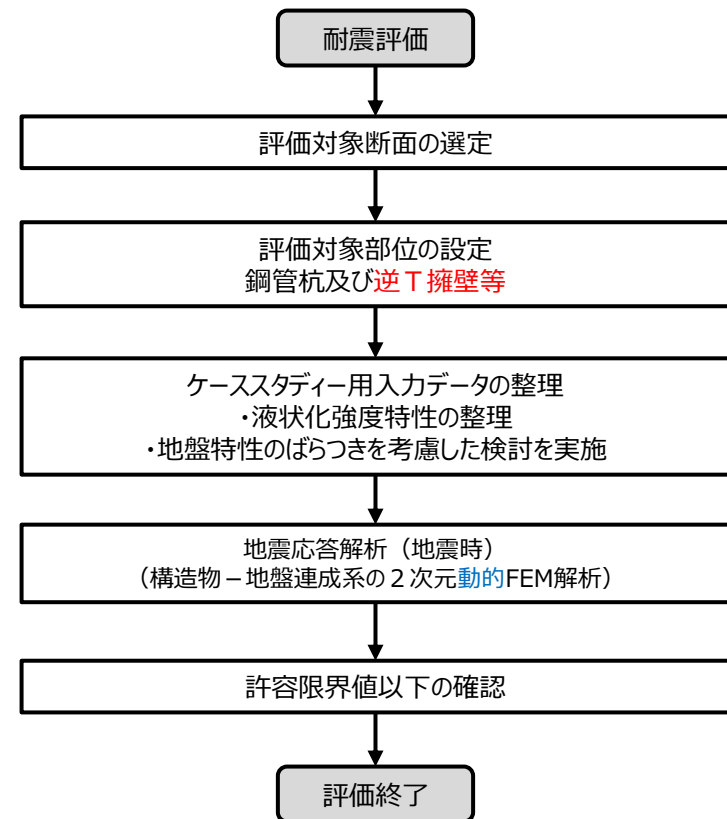 耐震評価
評価対象断面の選定
評価対象部位の設定
鋼管杭及び逆Ｔ擁壁等
ケーススタディー用入力データの整理
・液状化強度特性の整理
・地盤特性のばらつきを考慮した検討を実施
地震応答解析（地震時）
（構造物－地盤連成系の２次元動的FEM解析）
許容限界値以下の確認
評価終了